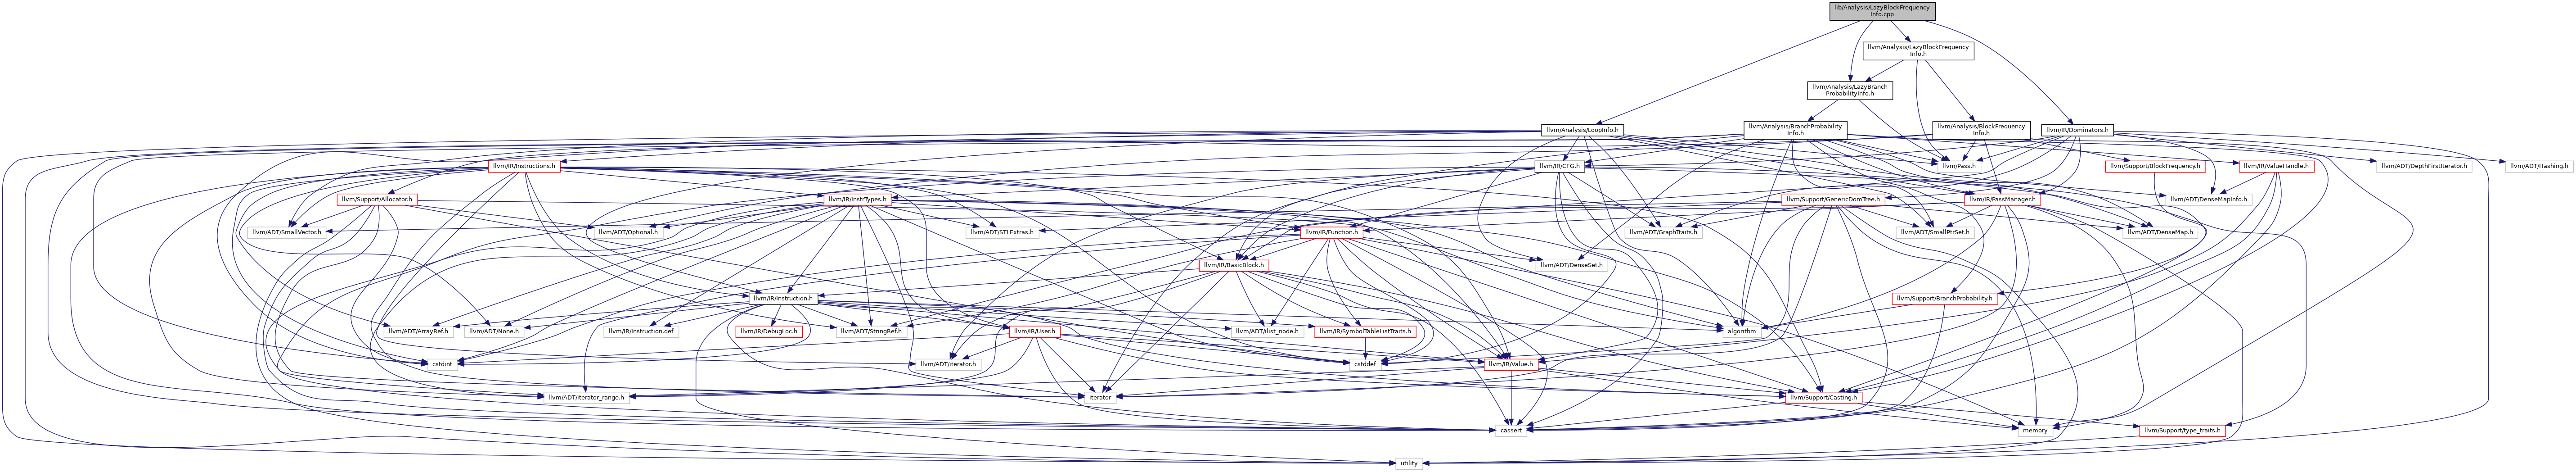 lib/Analysis/LazyBlockFrequency
Info.cpp
llvm/Analysis/LazyBlockFrequency
Info.h
llvm/Analysis/LazyBranch
ProbabilityInfo.h
llvm/Analysis/LoopInfo.h
llvm/Analysis/BranchProbability
Info.h
llvm/Analysis/BlockFrequency
Info.h
llvm/IR/Dominators.h
llvm/IR/Instructions.h
llvm/IR/CFG.h
llvm/Pass.h
llvm/Support/BlockFrequency.h
llvm/IR/ValueHandle.h
llvm/ADT/DepthFirstIterator.h
llvm/ADT/Hashing.h
llvm/Support/Allocator.h
llvm/IR/InstrTypes.h
llvm/Support/GenericDomTree.h
llvm/IR/PassManager.h
llvm/ADT/DenseMapInfo.h
llvm/ADT/SmallVector.h
llvm/ADT/Optional.h
llvm/ADT/STLExtras.h
llvm/IR/Function.h
llvm/ADT/GraphTraits.h
llvm/ADT/SmallPtrSet.h
llvm/ADT/DenseMap.h
llvm/IR/BasicBlock.h
llvm/ADT/DenseSet.h
llvm/IR/Instruction.h
llvm/Support/BranchProbability.h
llvm/ADT/ArrayRef.h
llvm/ADT/None.h
llvm/IR/Instruction.def
llvm/IR/DebugLoc.h
llvm/ADT/StringRef.h
llvm/IR/User.h
llvm/ADT/ilist_node.h
llvm/IR/SymbolTableListTraits.h
algorithm
cstdint
llvm/ADT/iterator.h
cstddef
llvm/IR/Value.h
llvm/ADT/iterator_range.h
iterator
llvm/Support/Casting.h
cassert
memory
llvm/Support/type_traits.h
utility